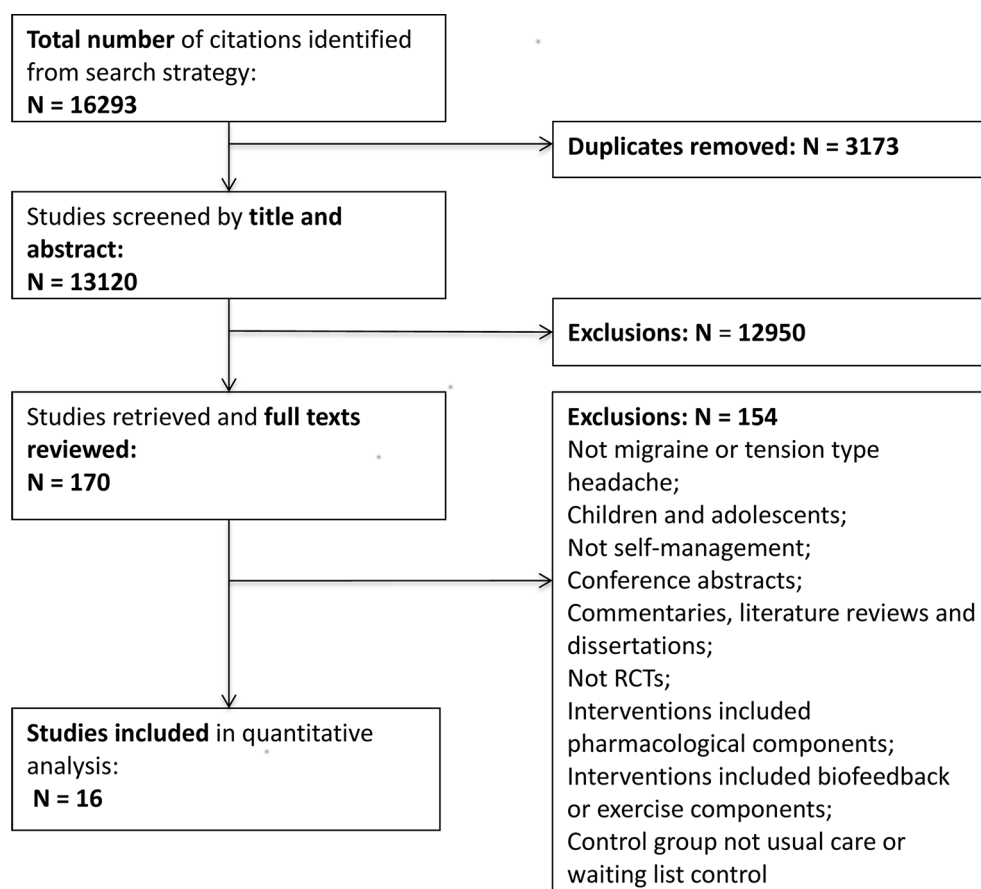 Total number of citations identified
from search strategy:
N = 16293
Duplicates removed: N = 3173
Studies screened by title and
abstract:
N = 13120
Exclusions: N = 12950
Studies retrieved and full texts
reviewed:
N = 170
Exclusions: N = 154
Not migraine or tension type
headache;
Children and adolescents;
Not self-management;
Conference abstracts;
Commentaries, literature reviews and
dissertations;
Not RCTs;
Interventions included
pharmacological components;
Interventions included biofeedback
or exercise components;
Control group not usual care or
waiting list control
Studies included in quantitative
analysis:
N = 16